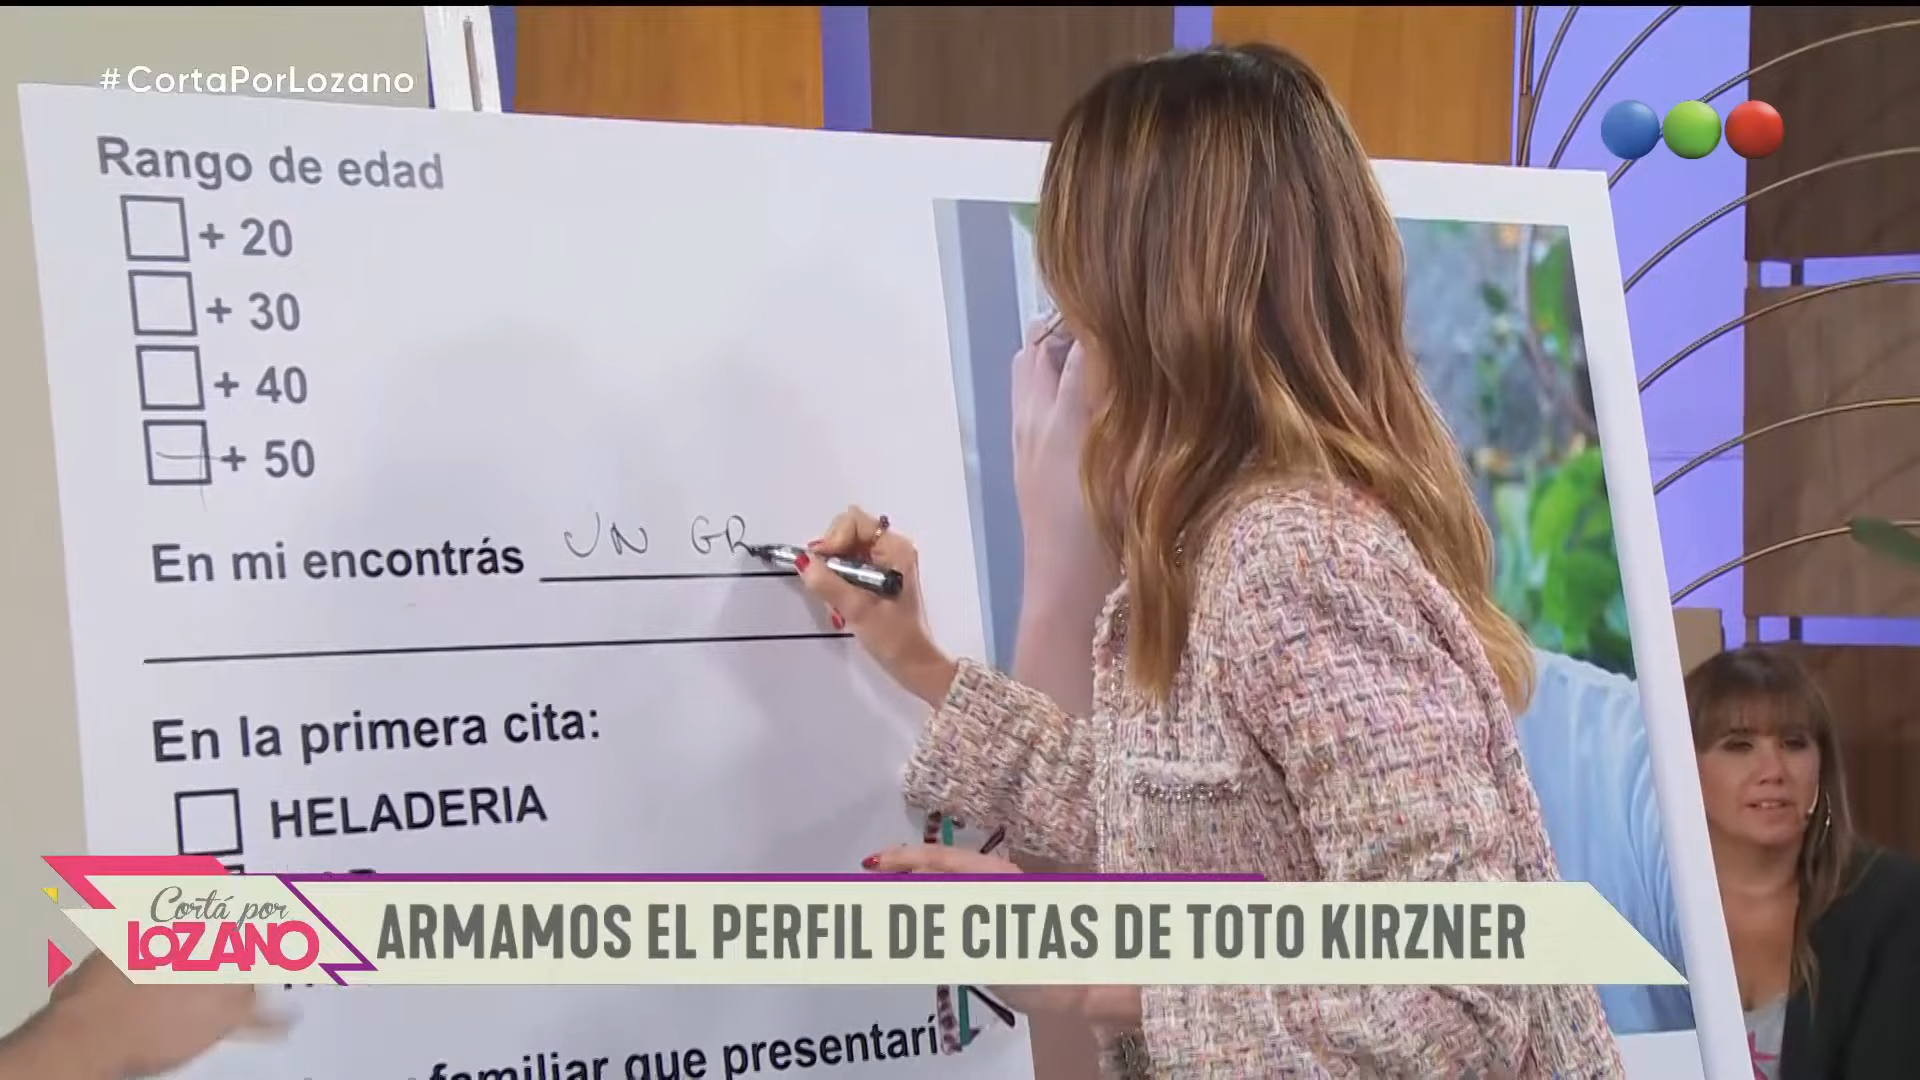 #CortaPorLozano
Rango de edad
+ 20
+ 30
+ 40
+ 50
En mi encontrás UN GR
En la primera cita:
HELADERIA
Cortá por
LOZANO
ARMAMOS EL PERFIL DE CITAS DE TOTO KIRZNER
familiar que presentarí